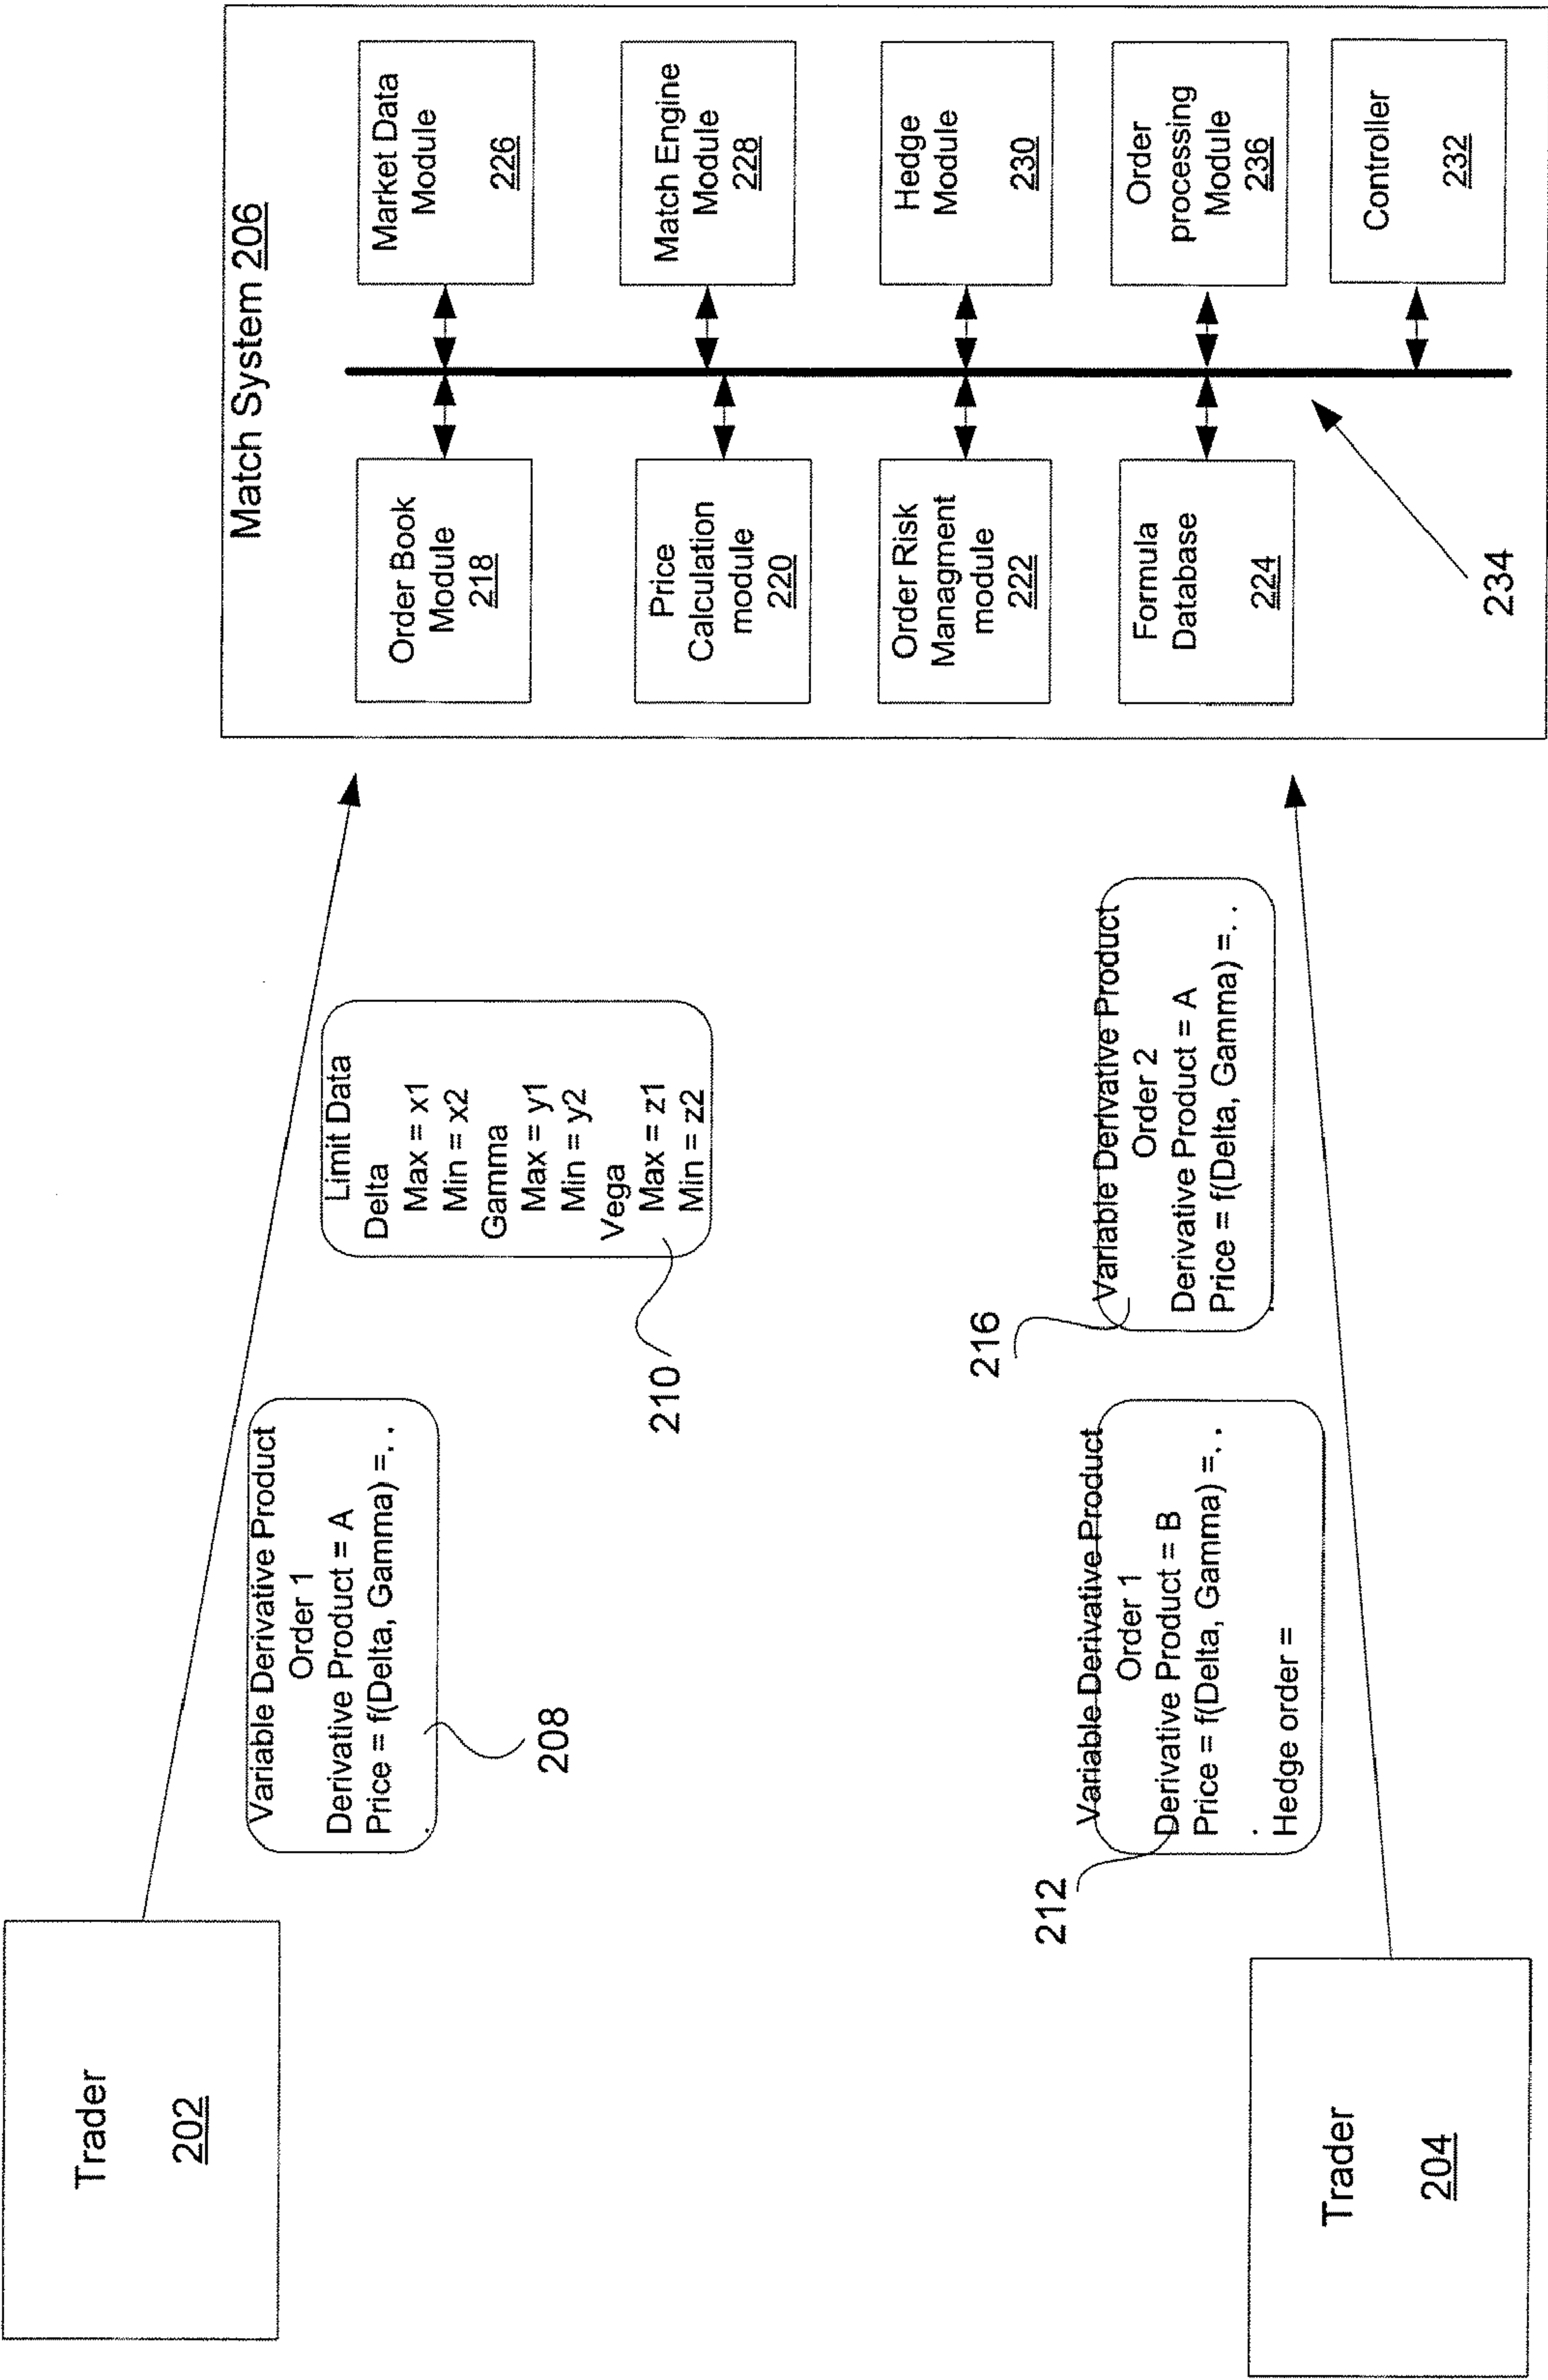 Trader
202
Variable Derivative Product
Order 1
Derivative Product = A
Price = f(Delta, Gamma) =. .
.
208
Limit Data
Delta
Max = x1
Min = x2
Gamma
Max = y1
Min = y2
Vega
Max = z1
Min = z2
210
Trader
204
212
Variable Derivative Product
Order 1
Derivative Product = B
Price = f(Delta, Gamma) =. .
.
Hedge order =
216
Variable Derivative Product
Order 2
Derivative Product = A
Price = f(Delta, Gamma) =. .
.
Match System 206
Order Book
Module
218
Price
Calculation
module
220
Order Risk
Managment
module
222
Formula
Database
224
Market Data
Module
226
Match Engine
Module
228
Hedge
Module
230
Order
processing
Module
236
Controller
232
234